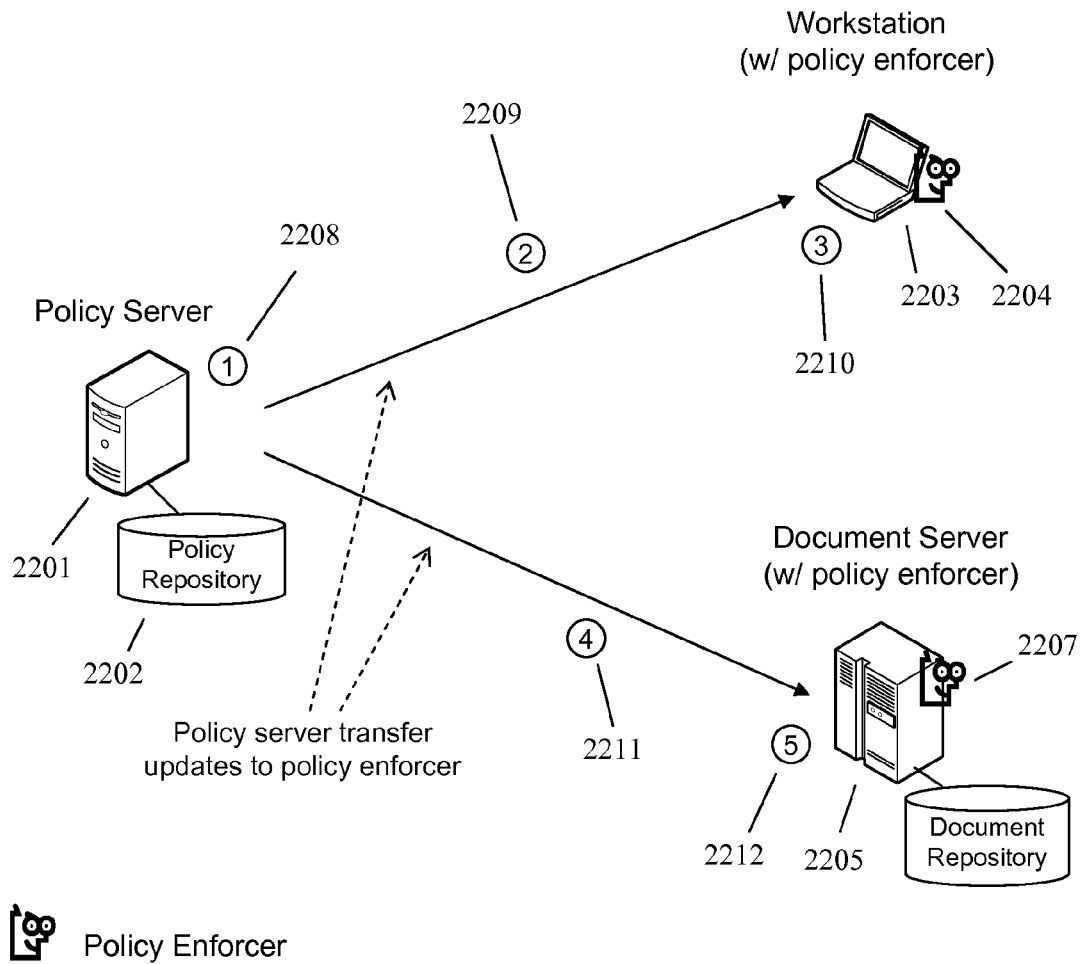 Workstation
(w/ policy enforcer)
2209
2208
2
3
2203
2204
Policy Server
1
2210
2201
Policy
Repository
2202
Document Server
(w/ policy enforcer)
4
2207
Policy server transfer
updates to policy enforcer
2211
5
2212
2205
Document
Repository
Policy Enforcer